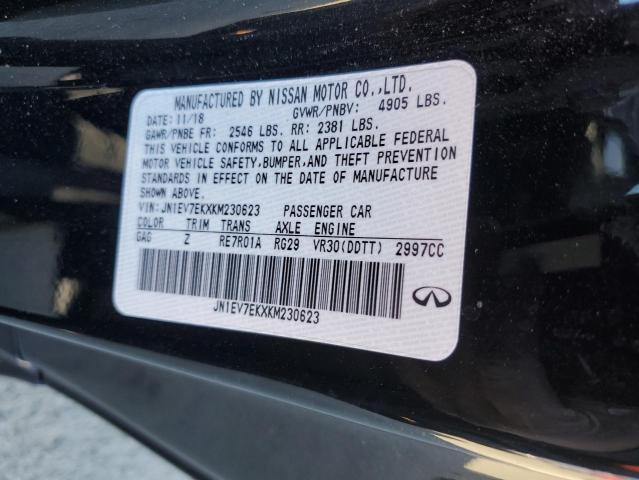 MANUFACTURED BY NISSAN MOTOR CO.,LTD.
DATE: 11/18 GVWR/PNBV: 4905 LBS.
GAWR/PNBE FR: 2546 LBS. RR: 2381 LBS.
THIS VEHICLE CONFORMS TO ALL APPLICABLE FEDERAL
MOTOR VEHICLE SAFETY,BUMPER,AND THEFT PREVENTION
STANDARDS IN EFFECT ON THE DATE OF MANUFACTURE
SHOWN ABOVE.
VIN: JN1EV7EKXKM230623 PASSENGER CAR
COLOR TRIM TRANS AXLE ENGINE
GAG Z RE7R01A RG29 VR30(DDTT) 2997CC
JN1EV7EKXKM230623